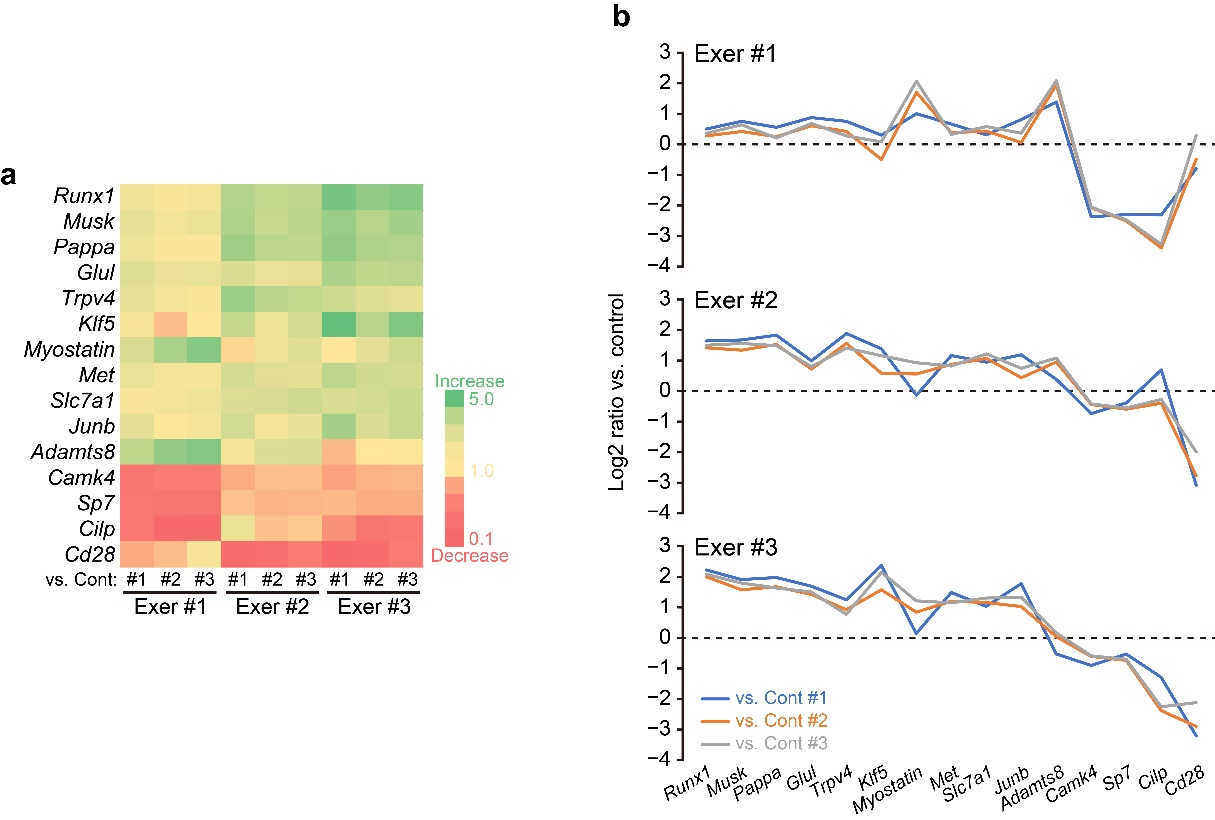 a
Runx1
Musk
Pappa
Glul
Trpv4
Klf5
Myostatin
Met
Slc7a1
Junb
Adamts8
Camk4
Sp7
Cilp
Cd28
vs. Cont: #1 #2 #3 #1 #2 #3 #1 #2 #3
Exer #1 Exer #2 Exer #3
Increase
5.0
1.0
0.1
Decrease
b
Log2 ratio vs. control
Exer #1
3
2
1
0
−1
−2
−3
−4
Exer #2
3
2
1
0
−1
−2
−3
−4
Exer #3
3
2
1
0
−1
−2
−3
−4
vs. Cont #1
vs. Cont #2
vs. Cont #3
Runx1
Musk
Pappa
Glul
Trpv4
Klf5
Myostatin
Met
Slc7a1
Junb
Adamts8
Camk4
Sp7
Cilp
Cd28